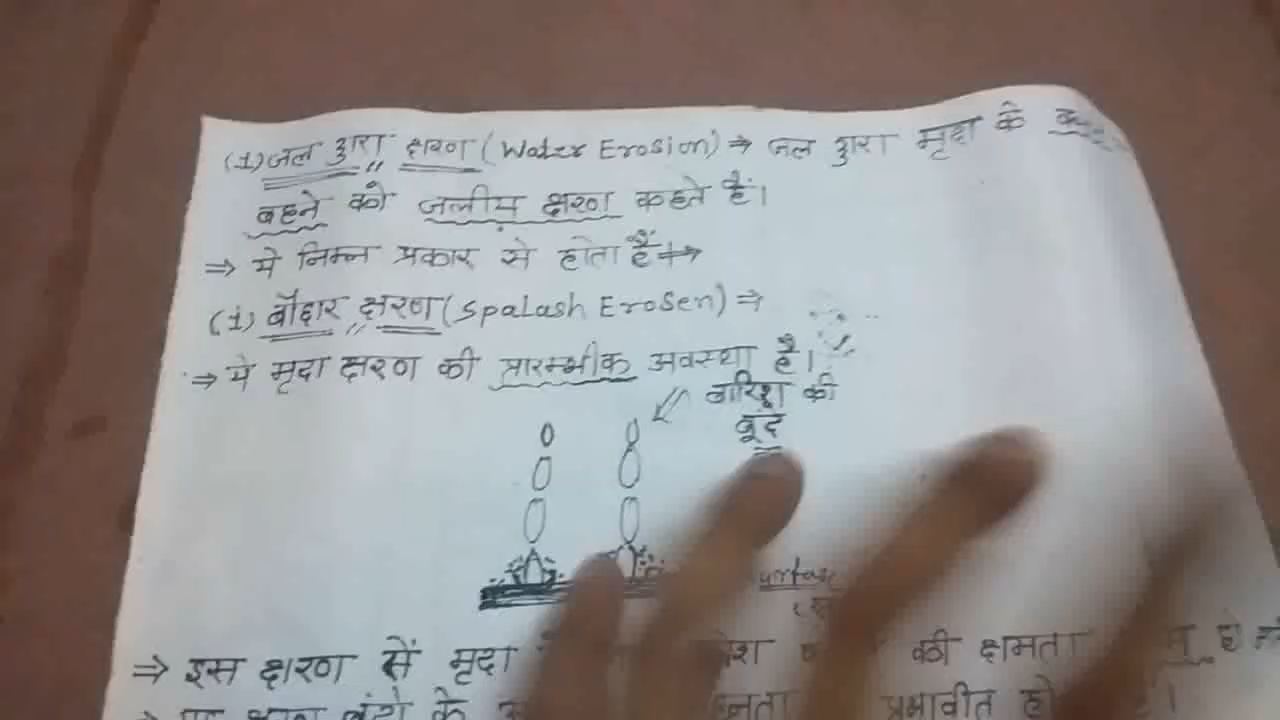 (1) जल द्वारा क्षरण (Water Erosion) ⇒ जल द्वारा मृदा के
बहने को जलीय क्षरण कहते हैं।
⇒ ये निम्न प्रकार से होता हैं →
(i) बौद्दार क्षरण (Spalash Erosen) ⇒
⇒ ये मृदा क्षरण की प्रारम्भीक अवस्था है।
बारिश की
बूंद
⇒ इस क्षरण सें मृदा की क्षमता
के प्रभावीत हो